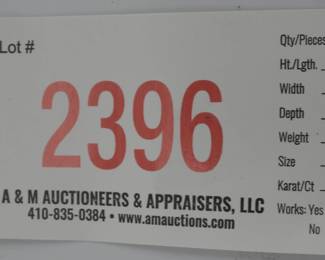 Lot #
2396
A & M AUCTIONEERS & APPRAISERS, LLC
410-835-0384 • www.amauctions.com
Qty/Pieces
Ht./Lgth.
Width
Depth
Weight
Size
Karat/Ct
Works: Yes
No